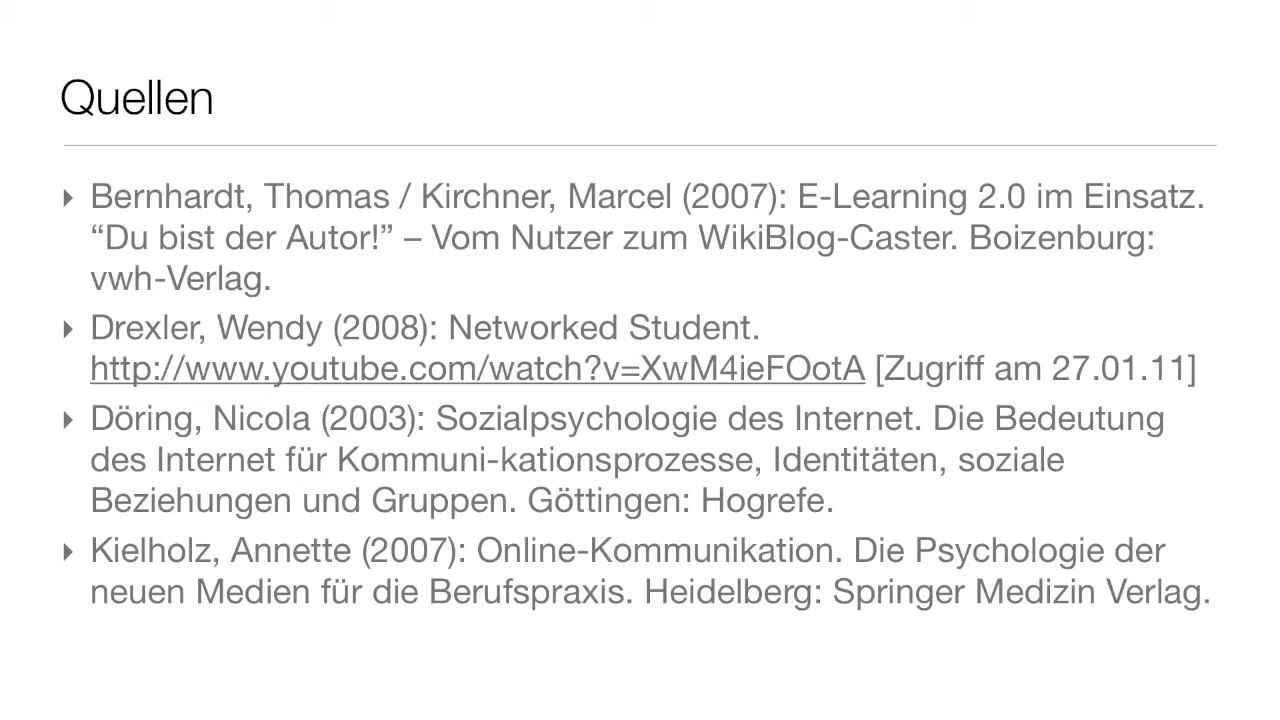 Quellen
‣ Bernhardt, Thomas / Kirchner, Marcel (2007): E-Learning 2.0 im Einsatz.
“Du bist der Autor!” – Vom Nutzer zum WikiBlog-Caster. Boizenburg:
vwh-Verlag.
‣ Drexler, Wendy (2008): Networked Student.
http://www.youtube.com/watch?v=XwM4ieFOotA [Zugriff am 27.01.11]
‣ Döring, Nicola (2003): Sozialpsychologie des Internet. Die Bedeutung
des Internet für Kommuni-kationsprozesse, Identitäten, soziale
Beziehungen und Gruppen. Göttingen: Hogrefe.
‣ Kielholz, Annette (2007): Online-Kommunikation. Die Psychologie der
neuen Medien für die Berufspraxis. Heidelberg: Springer Medizin Verlag.